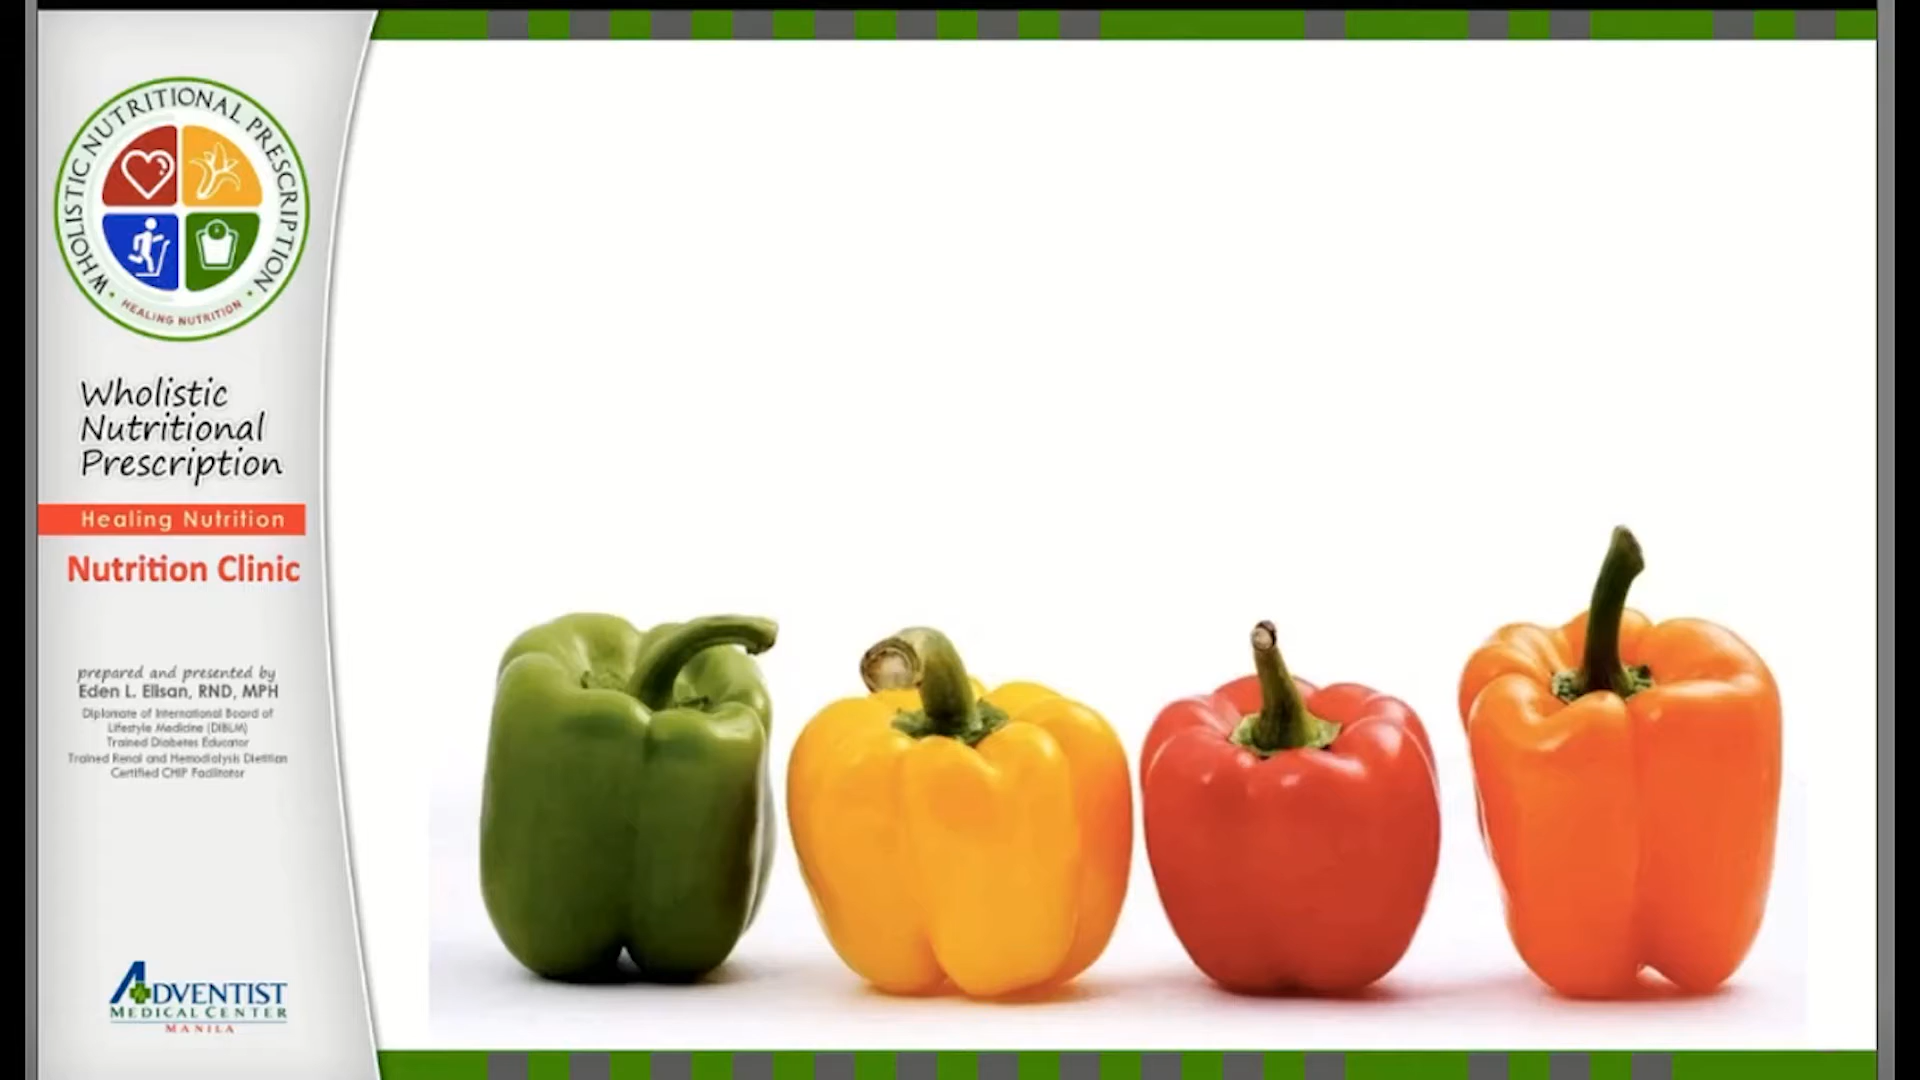 WHOLISTIC NUTRITIONAL PRESCRIPTION
HEALING NUTRITION
Wholistic
Nutritional
Prescription
Healing Nutrition
Nutrition Clinic
prepared and presented by
Eden L. Elisan, RND, MPH
Diplomate of International Board of
Lifestyle Medicine (DIBLM)
Trained Diabetes Educator
Trained Renal and Hemodialysis Dietitian
Certified CHIP Facilitator
ADVENTIST
MEDICAL CENTER
MANILA